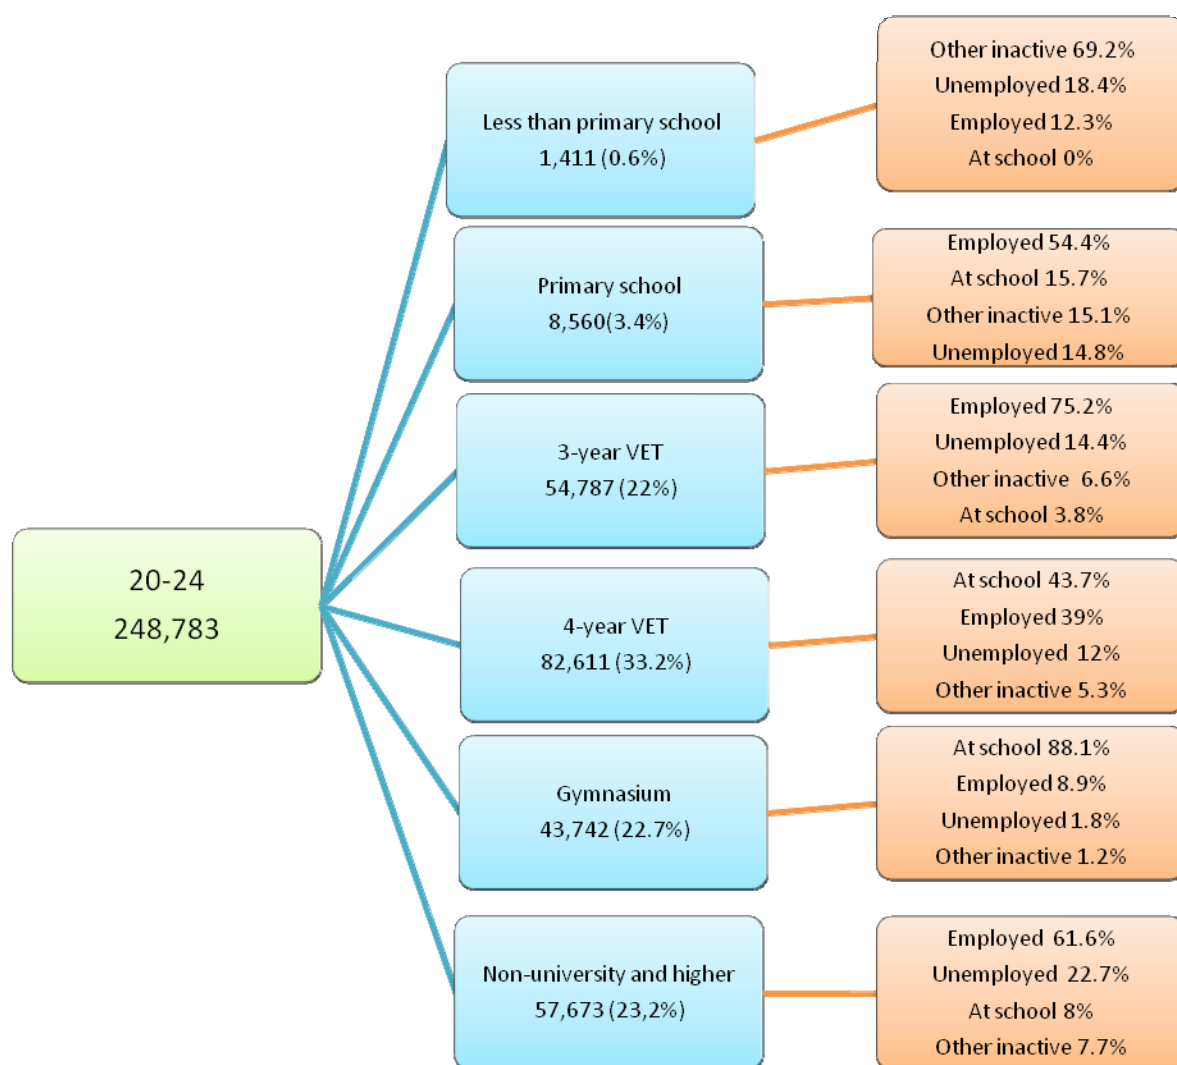 20-24
248,783
Less than primary school
1,411 (0.6%)
Other inactive 69.2%
Unemployed 18.4%
Employed 12.3%
At school 0%
Primary school
8,560(3.4%)
Employed 54.4%
At school 15.7%
Other inactive 15.1%
Unemployed 14.8%
3-year VET
54,787 (22%)
Employed 75.2%
Unemployed 14.4%
Other inactive 6.6%
At school 3.8%
4-year VET
82,611 (33.2%)
At school 43.7%
Employed 39%
Unemployed 12%
Other inactive 5.3%
Gymnasium
43,742 (22.7%)
At school 88.1%
Employed 8.9%
Unemployed 1.8%
Other inactive 1.2%
Non-university and higher
57,673 (23,2%)
Employed 61.6%
Unemployed 22.7%
At school 8%
Other inactive 7.7%